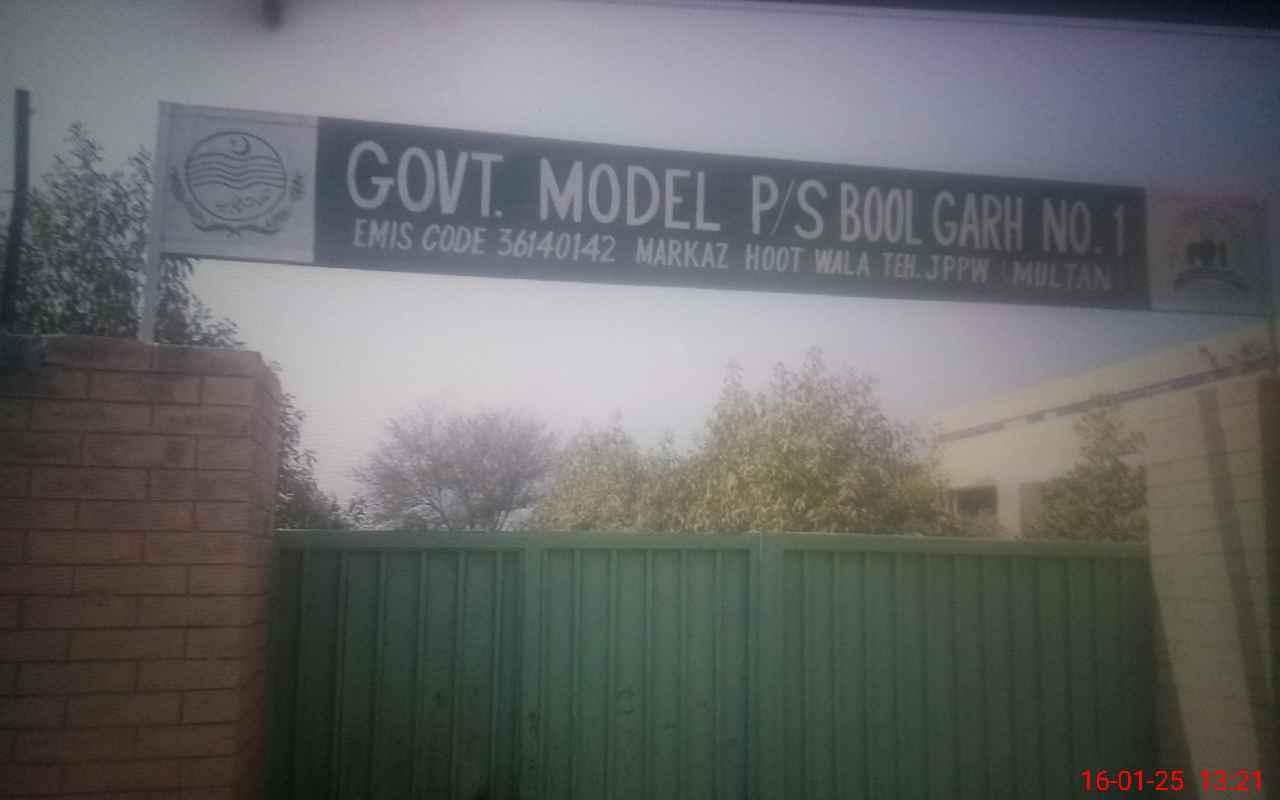 GOVT. MODEL P/S BOOL GARH NO. 1
EMIS CODE 36140142 MARKAZ HOOT WALA TEH. JPPW MULTAN
16-01-25 13:21